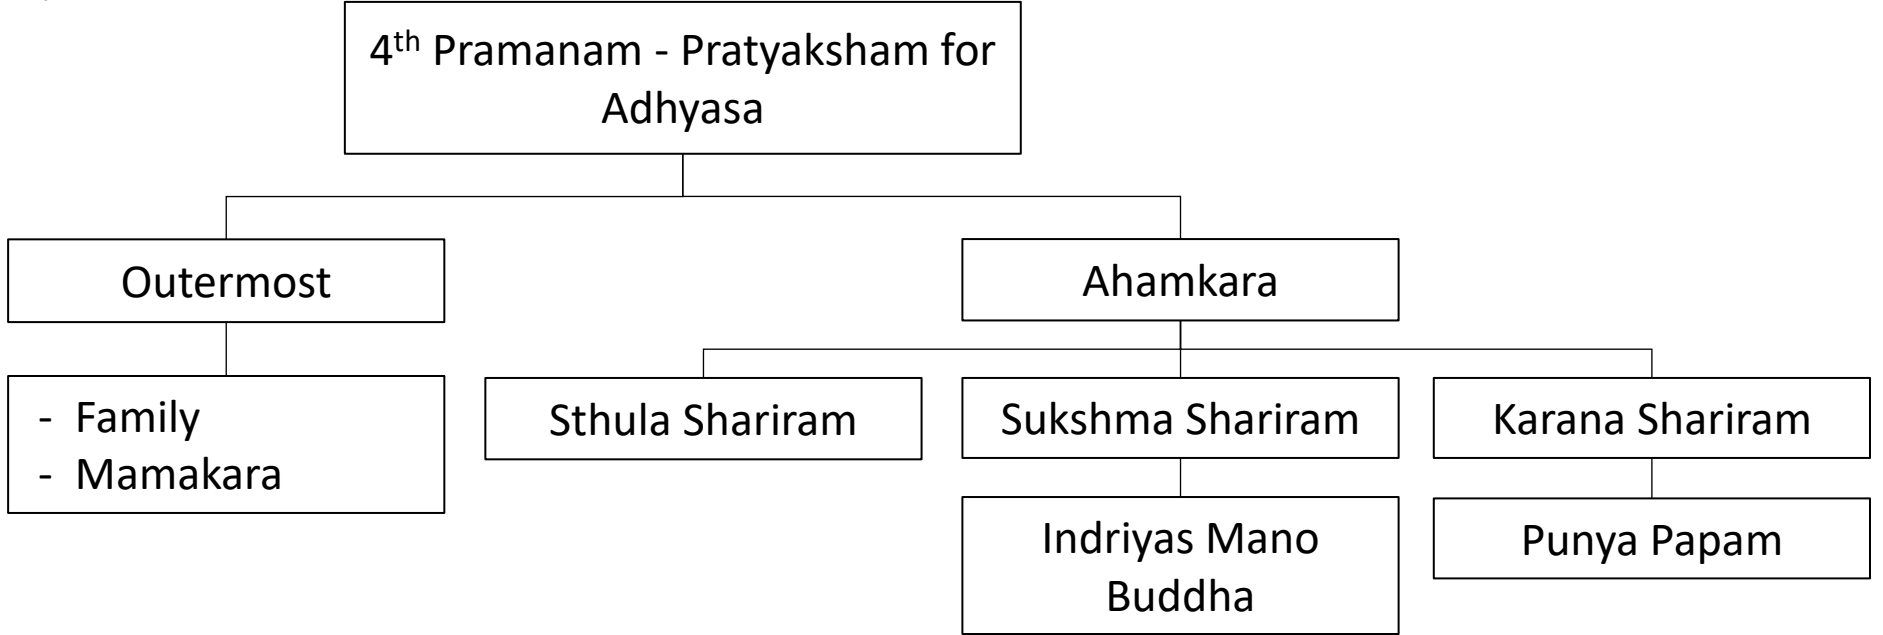 4th Pramanam - Pratyaksham for
Adhyasa
Outermost
Ahamkara
- Family
- Mamakara
Sthula Shariram
Sukshma Shariram
Karana Shariram
Indriyas Mano
Buddha
Punya Papam